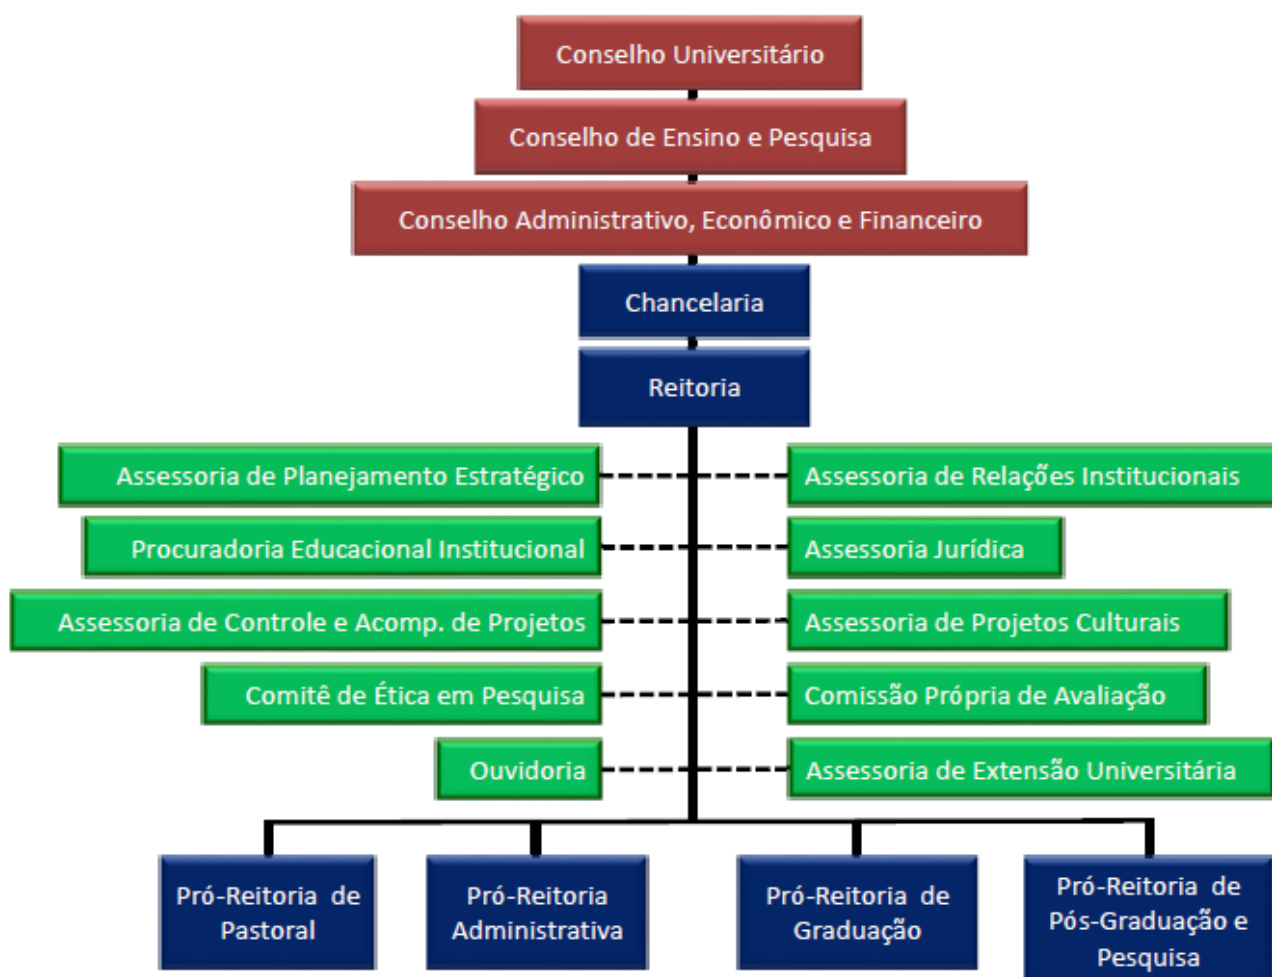 Conselho Universitário
Conselho de Ensino e Pesquisa
Conselho Administrativo, Econômico e Financeiro
Chancelaria
Reitoria
Assessoria de Planejamento Estratégico
Assessoria de Relações Institucionais
Procuradoria Educacional Institucional
Assessoria Jurídica
Assessoria de Controle e Acomp. de Projetos
Assessoria de Projetos Culturais
Comitê de Ética em Pesquisa
Comissão Própria de Avaliação
Ouvidoria
Assessoria de Extensão Universitária
Pró-Reitoria de
Pastoral
Pró-Reitoria
Administrativa
Pró-Reitoria de
Graduação
Pró-Reitoria de
Pós-Graduação e
Pesquisa